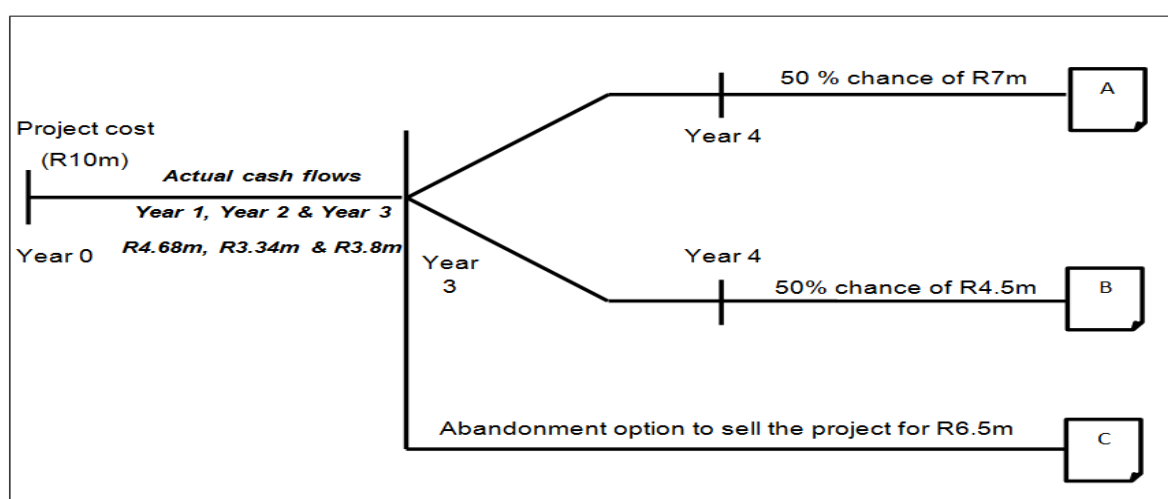 50 % chance of R7m
A
Project cost
(R10m)
Year 4
Actual cash flows
Year 1, Year 2 & Year 3
R4.68m, R3.34m & R3.8m
Year 0
Year
3
Year 4
50% chance of R4.5m
B
Abandonment option to sell the project for R6.5m
C